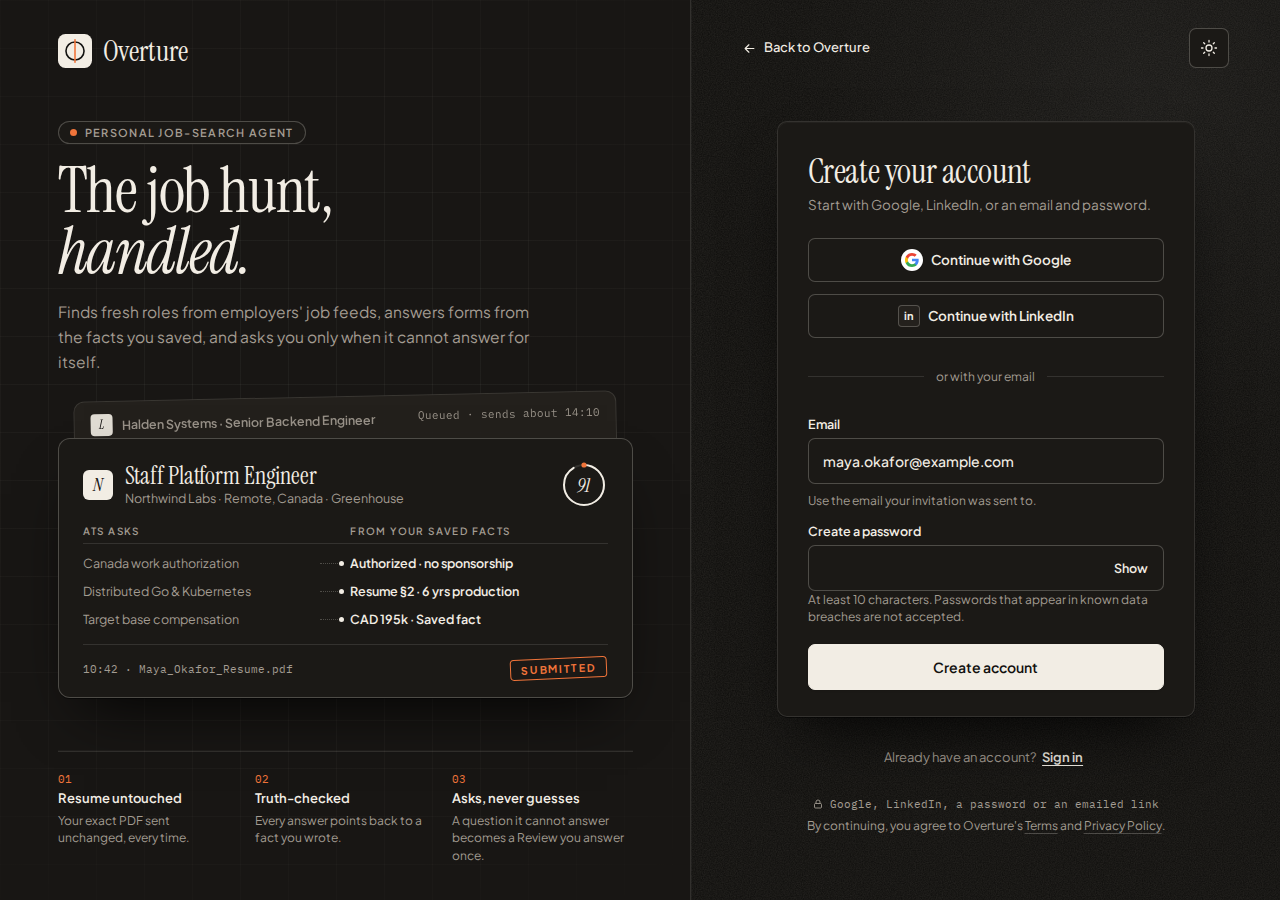 Overture
PERSONAL JOB-SEARCH AGENT
The job hunt,
handled.
Finds fresh roles from employers' job feeds, answers forms from
the facts you saved, and asks you only when it cannot answer for
itself.
L
Halden Systems · Senior Backend Engineer
Queued · sends about 14:10
N
Staff Platform Engineer
Northwind Labs · Remote, Canada · Greenhouse
91
ATS ASKS
FROM YOUR SAVED FACTS
Canada work authorization
Authorized · no sponsorship
Distributed Go & Kubernetes
Resume §2 · 6 yrs production
Target base compensation
CAD 195k · Saved fact
10:42 · Maya_Okafor_Resume.pdf
SUBMITTED
01
Resume untouched
Your exact PDF sent
unchanged, every time.
02
Truth-checked
Every answer points back to a
fact you wrote.
03
Asks, never guesses
A question it cannot answer
becomes a Review you answer
once.
← Back to Overture
Create your account
Start with Google, LinkedIn, or an email and password.
G
Continue with Google
in
Continue with LinkedIn
or with your email
Email
maya.okafor@example.com
Use the email your invitation was sent to.
Create a password
Show
At least 10 characters. Passwords that appear in known data
breaches are not accepted.
Create account
Already have an account? Sign in
Google, LinkedIn, a password or an emailed link
By continuing, you agree to Overture's Terms and Privacy Policy.